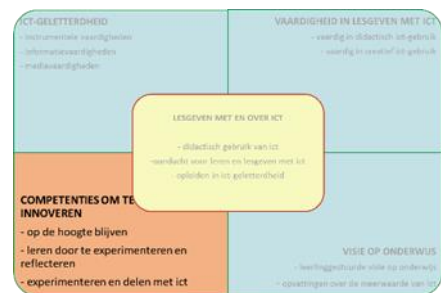 ICT-GELETTERDHEID
- instrumentele vaardigheden
- informatievaardigheden
- mediavaardigheden
VAARDIGHEID IN LESGEVEN MET ICT
- vaardig in didactisch ict-gebruik
- vaardig in creatief ict-gebruik
LESGEVEN MET EN OVER ICT
- didactisch gebruik van ict
-aandacht voor leren en lesgeven met ict
- opleiden in ict geletterdheid
COMPETENTIES OM TE
INNOVEREN
- op de hoogte blijven
- leren door te experimenteren en
reflecteren
- experimenteren en delen met ict
VISIE OP ONDERWIJS
- leerlinggestuurde visie op onderwijs
- opvattingen over de meerwaarde van ict